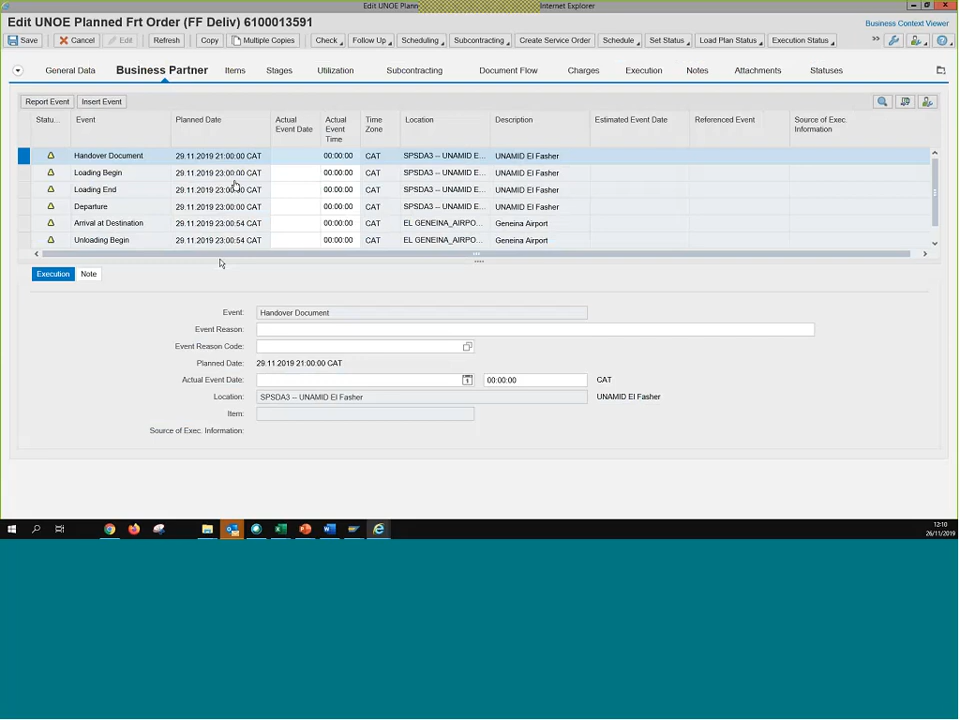 Edit UNOE Plann Internet Explorer
Edit UNOE Planned Frt Order (FF Deliv) 6100013591
Business Context Viewer
Save Cancel Edit Refresh Copy Multiple Copies Check Follow Up Scheduling Subcontracting Create Service Order Schedule Set Status Load Plan Status Execution Status
General Data Business Partner Items Stages Utilization Subcontracting Document Flow Charges Execution Notes Attachments Statuses
Report Event Insert Event
Statu... Event Planned Date Actual Event Date Actual Event Time Time Zone Location Description Estimated Event Date Referenced Event Source of Exec. Information
Handover Document 29.11.2019 21:00:00 CAT 00:00:00 CAT SPSDA3 -- UNAMID E... UNAMID El Fasher
Loading Begin 29.11.2019 23:00:00 CAT 00:00:00 CAT SPSDA3 -- UNAMID E... UNAMID El Fasher
Loading End 29.11.2019 23:00:00 CAT 00:00:00 CAT SPSDA3 -- UNAMID E... UNAMID El Fasher
Departure 29.11.2019 23:00:00 CAT 00:00:00 CAT SPSDA3 -- UNAMID E... UNAMID El Fasher
Arrival at Destination 29.11.2019 23:00:54 CAT 00:00:00 CAT EL GENEINA_AIRPO... Geneina Airport
Unloading Begin 29.11.2019 23:00:54 CAT 00:00:00 CAT EL GENEINA_AIRPO... Geneina Airport
Execution Note
Event: Handover Document
Event Reason:
Event Reason Code:
Planned Date: 29.11.2019 21:00:00 CAT
Actual Event Date: 00:00:00 CAT
Location: SPSDA3 -- UNAMID El Fasher UNAMID El Fasher
Item:
Source of Exec. Information:
12:10
26/11/2019